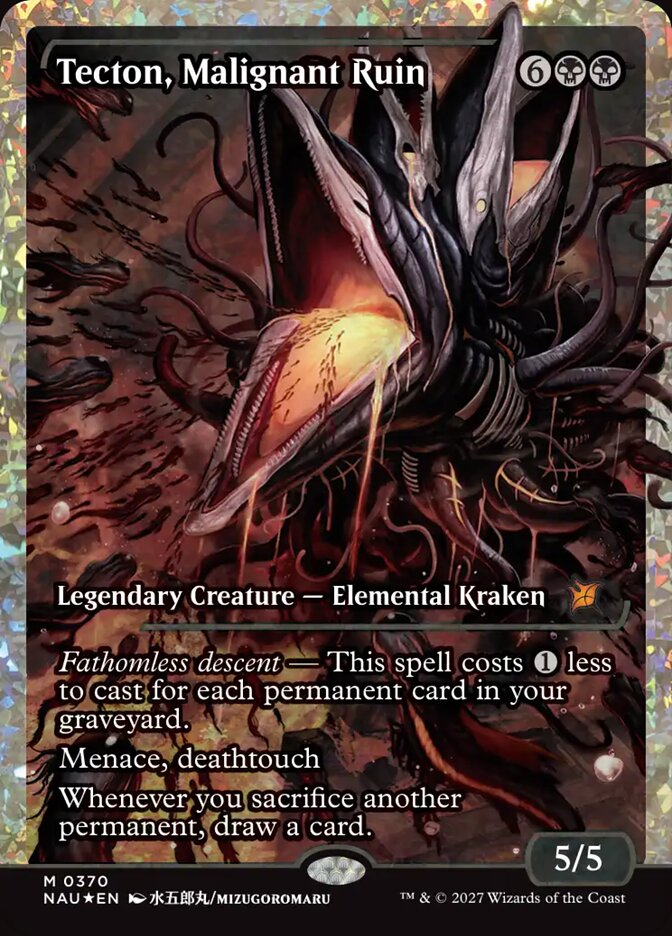 Tecton, Malignant Ruin 6
Legendary Creature — Elemental Kraken
Fathomless descent — This spell costs 1 less
to cast for each permanent card in your
graveyard.
Menace, deathtouch
Whenever you sacrifice another
permanent, draw a card.
5/5
M 0370
NAU★EN 水五郎丸/MIZUGOROMARU
™ & © 2027 Wizards of the Coast